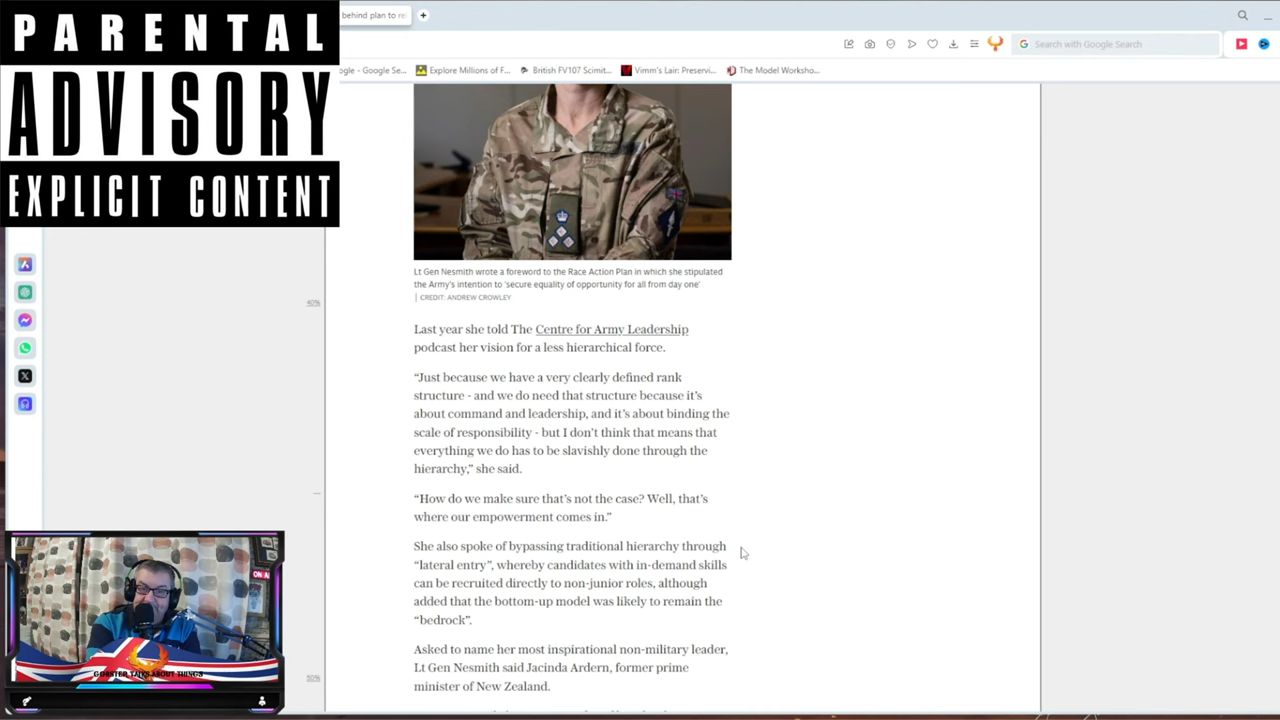 PARENTAL
ADVISORY
EXPLICIT CONTENT
behind plan to re
Search with Google Search
ogle - Google Se...
Explore Millions of F...
British FV107 Scimit...
Vimm's Lair: Preservi...
The Model Worksho...
Lt Gen Nesmith wrote a foreword to the Race Action Plan in which she stipulated
the Army's intention to 'secure equality of opportunity for all from day one'
| CREDIT: ANDREW CROWLEY
40%
Last year she told The Centre for Army Leadership
podcast her vision for a less hierarchical force.
“Just because we have a very clearly defined rank
structure - and we do need that structure because it’s
about command and leadership, and it’s about binding the
scale of responsibility - but I don’t think that means that
everything we do has to be slavishly done through the
hierarchy,” she said.
“How do we make sure that’s not the case? Well, that’s
where our empowerment comes in.”
She also spoke of bypassing traditional hierarchy through
“lateral entry”, whereby candidates with in-demand skills
can be recruited directly to non-junior roles, although
added that the bottom-up model was likely to remain the
“bedrock”.
Asked to name her most inspirational non-military leader,
Lt Gen Nesmith said Jacinda Ardern, former prime
minister of New Zealand.
50%
ON A
TALKS ABOUT THINGS